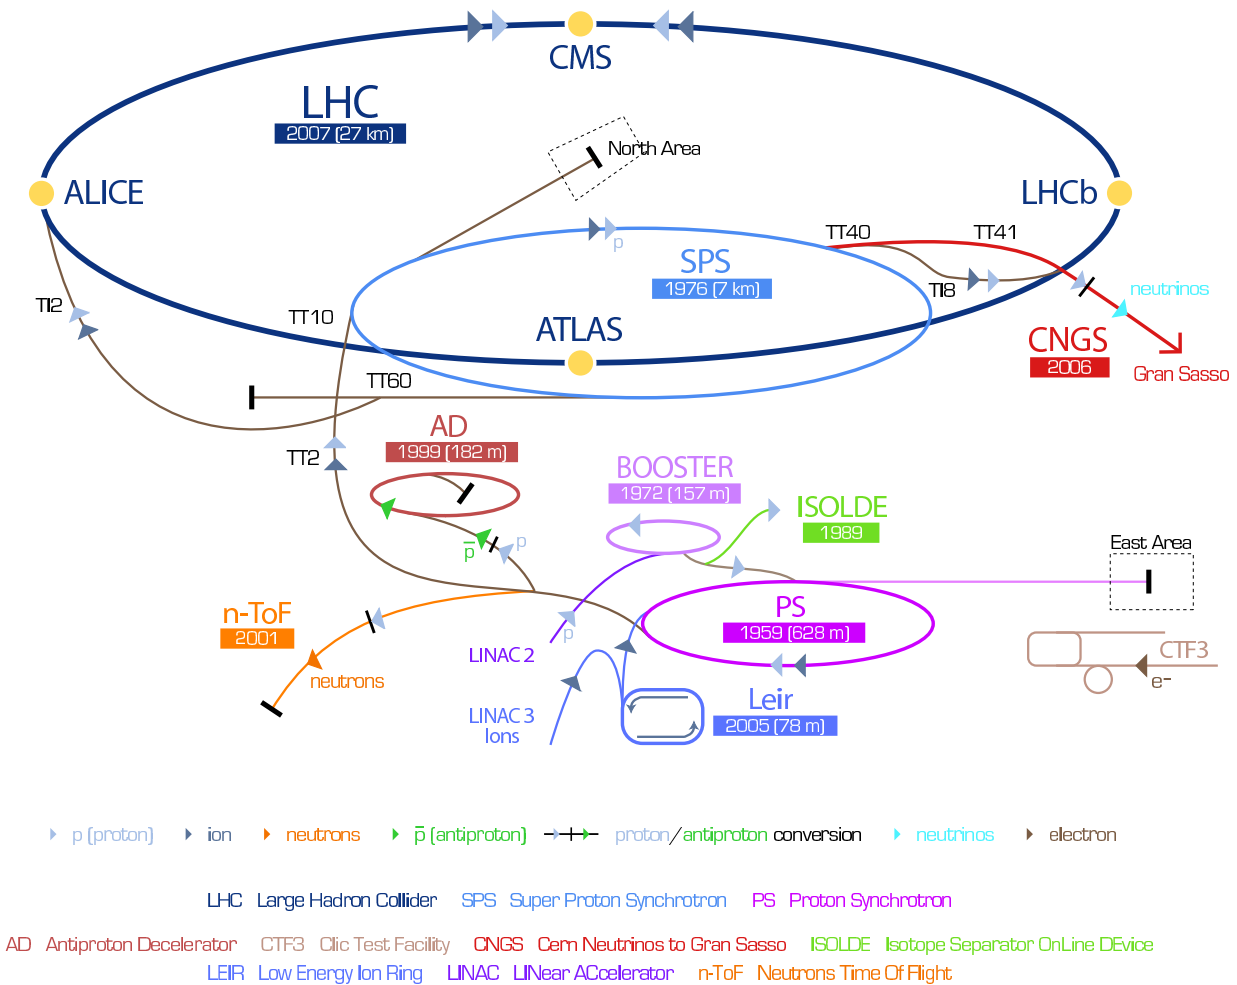 CMS
LHC
2007 (27 km)
North Area
ALICE
LHCb
p
TT40
TT41
SPS
1976 (7 km)
TI2
TT10
TI8
neutrinos
ATLAS
CNGS
2006
Gran Sasso
TT60
AD
1999 (182 m)
TT2
BOOSTER
1972 (157 m)
ISOLDE
1989
p̅
p
East Area
n-ToF
2001
p
PS
1959 (628 m)
LINAC 2
neutrons
CTF3
e-
LINAC 3
Ions
Leir
2005 (78 m)
p (proton) ion neutrons p̅ (antiproton) proton/antiproton conversion neutrinos electron
LHC Large Hadron Collider SPS Super Proton Synchrotron PS Proton Synchrotron
AD Antiproton Decelerator CTF3 Clic Test Facility CNGS Cern Neutrinos to Gran Sasso ISOLDE Isotope Separator OnLine DEvice
LEIR Low Energy Ion Ring LINAC LINear ACcelerator n-ToF Neutrons Time Of Flight